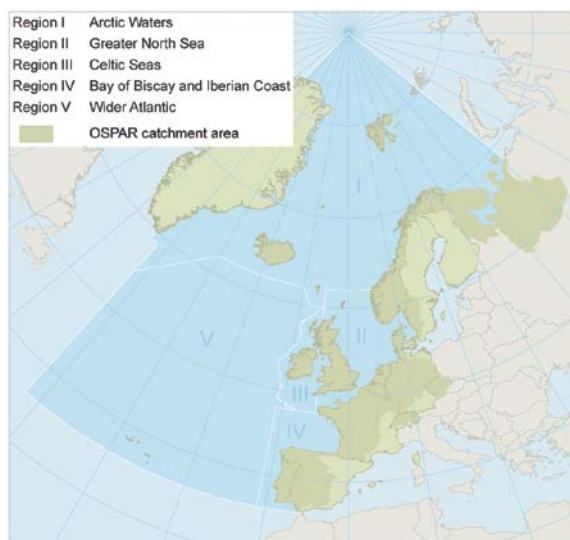 Region I Arctic Waters
Region II Greater North Sea
Region III Celtic Seas
Region IV Bay of Biscay and Iberian Coast
Region V Wider Atlantic
OSPAR catchment area
I
V
II
III
IV